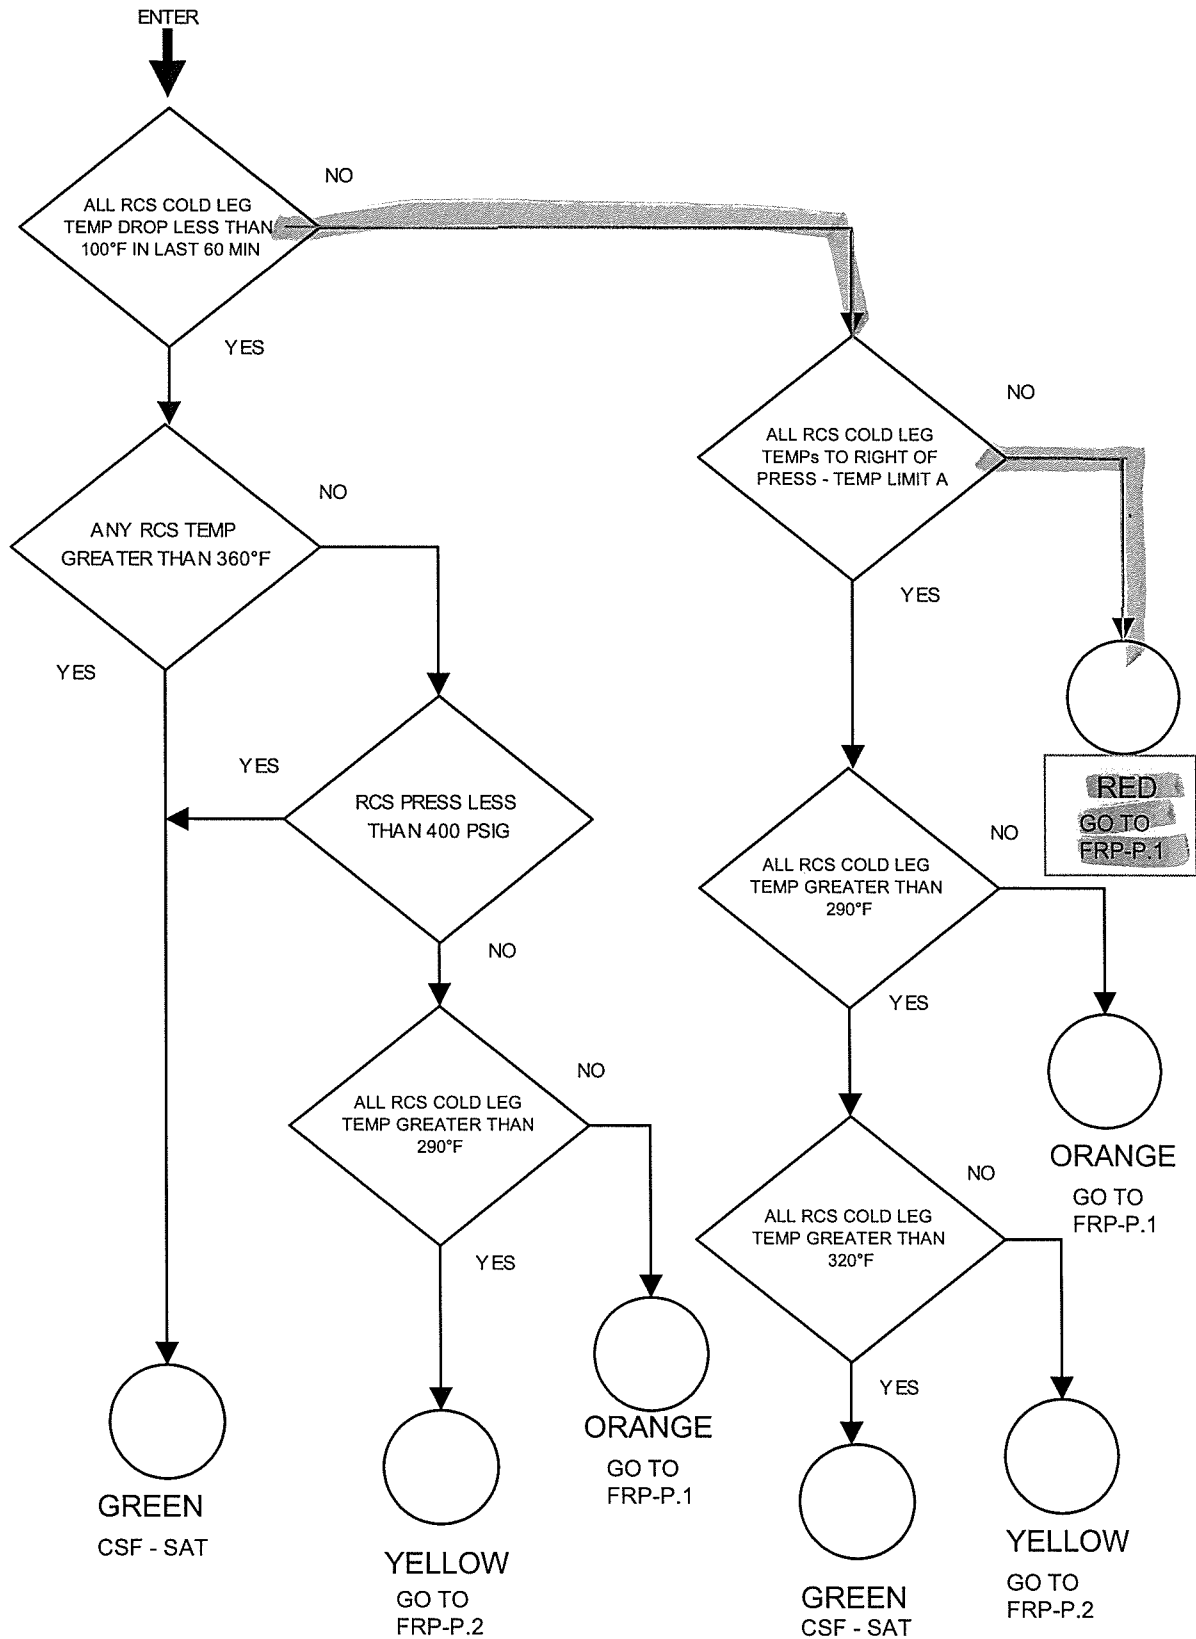 ENTER
NO
ALL RCS COLD LEG
TEMP DROP LESS THAN
100°F IN LAST 60 MIN
YES
NO
ALL RCS COLD LEG
TEMPs TO RIGHT OF
PRESS - TEMP LIMIT A
YES
NO
ANY RCS TEMP
GREATER THAN 360°F
YES
RED
GO TO
FRP-P.1
YES
RCS PRESS LESS
THAN 400 PSIG
NO
NO
ALL RCS COLD LEG
TEMP GREATER THAN
290°F
YES
ORANGE
GO TO
FRP-P.1
NO
ALL RCS COLD LEG
TEMP GREATER THAN
290°F
YES
NO
ALL RCS COLD LEG
TEMP GREATER THAN
320°F
YES
ORANGE
GO TO
FRP-P.1
GREEN
CSF - SAT
YELLOW
GO TO
FRP-P.2
GREEN
CSF - SAT
YELLOW
GO TO
FRP-P.2